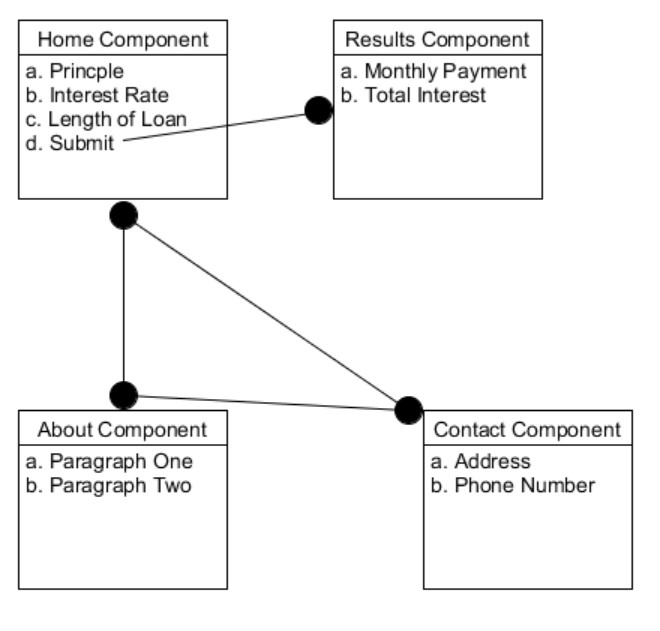 Home Component
a. Princple
b. Interest Rate
c. Length of Loan
d. Submit
Results Component
a. Monthly Payment
b. Total Interest
About Component
a. Paragraph One
b. Paragraph Two
Contact Component
a. Address
b. Phone Number